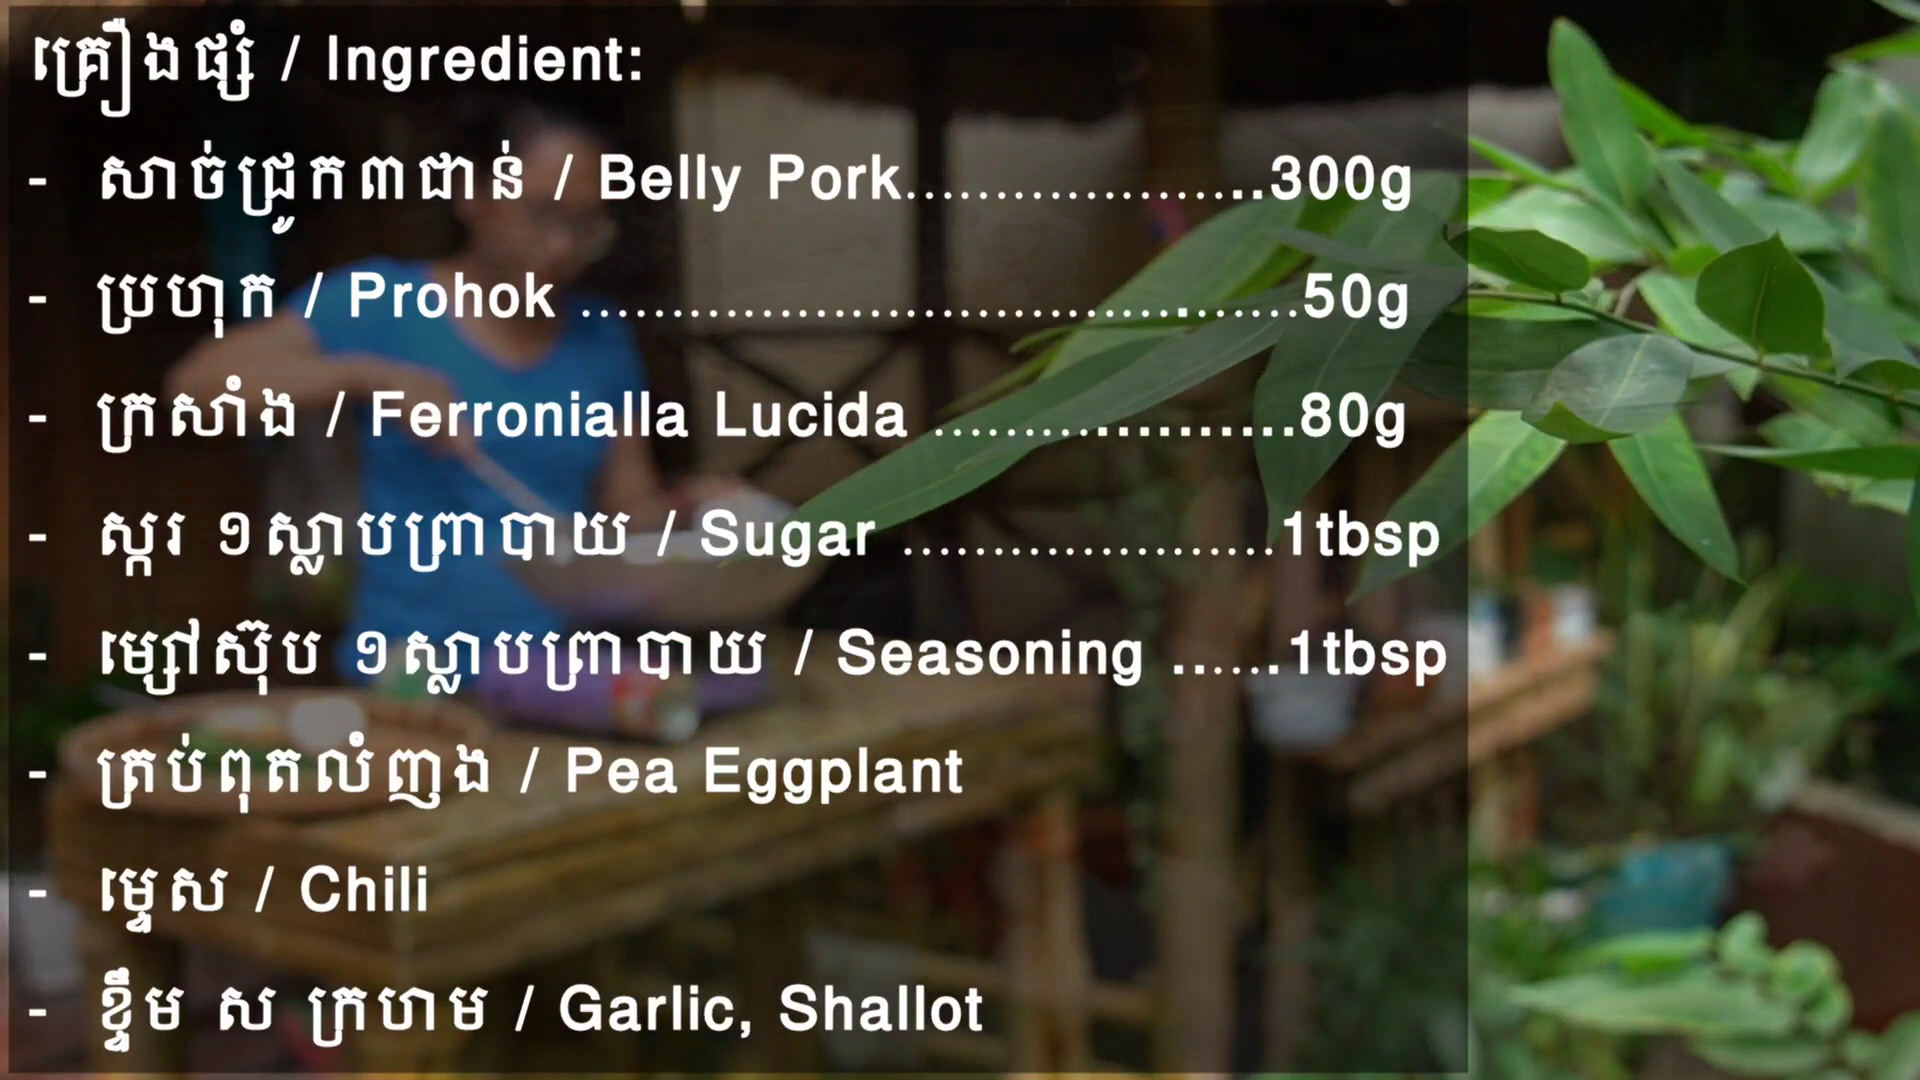 គ្រឿងផ្សំ / Ingredient:
- សាច់ជ្រូក៣ជាន់ / Belly Pork.....................300g
- ប្រហុក / Prohok ..........................................50g
- ក្រសាំង / Ferronialla Lucida ......................80g
- ស្ករ ១ស្លាបព្រាបាយ / Sugar ......................1tbsp
- ម្សៅស៊ុប ១ស្លាបព្រាបាយ / Seasoning ......1tbsp
- ត្រប់ពុតលំញង / Pea Eggplant
- ម្ទេស / Chili
- ខ្ទឹម ស ក្រហម / Garlic, Shallot